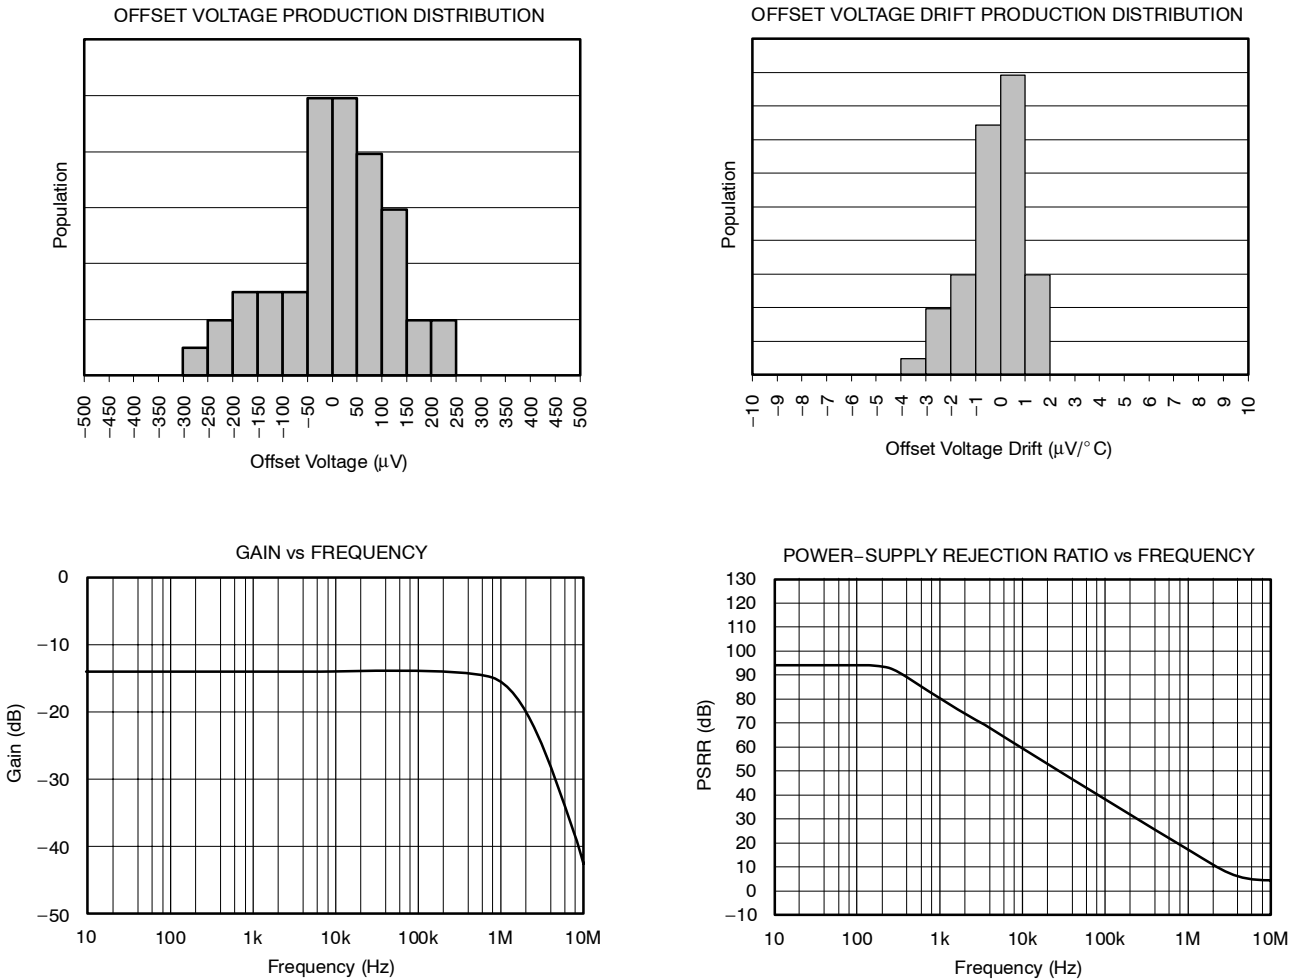 OFFSET VOLTAGE PRODUCTION DISTRIBUTION
Population
−500 −450 −400 −350 −300 −250 −200 −150 −100 −50 0 50 100 150 200 250 300 350 400 450 500
Offset Voltage (μV)
OFFSET VOLTAGE DRIFT PRODUCTION DISTRIBUTION
Population
−10 −9 −8 −7 −6 −5 −4 −3 −2 −1 0 1 2 3 4 5 6 7 8 9 10
Offset Voltage Drift (μV/°C)
GAIN vs FREQUENCY
Gain (dB)
0
−10
−20
−30
−40
−50
10 100 1k 10k 100k 1M 10M
Frequency (Hz)
POWER−SUPPLY REJECTION RATIO vs FREQUENCY
PSRR (dB)
130
120
110
100
90
80
70
60
50
40
30
20
10
0
−10
10 100 1k 10k 100k 1M 10M
Frequency (Hz)